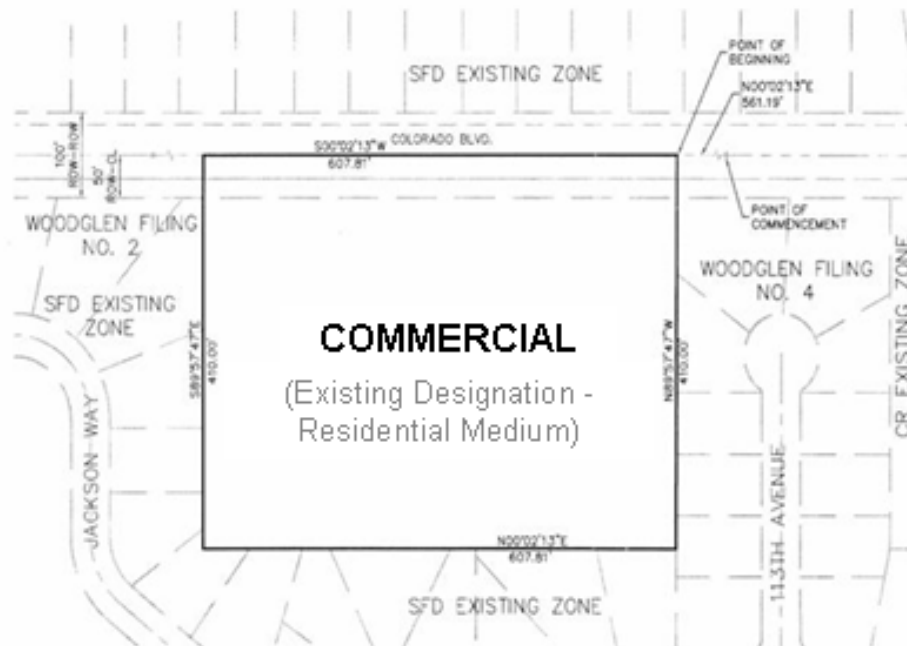 POINT OF
BEGINNING
SFD EXISTING ZONE
N00°02'13"E
561.19'
COLORADO BLVD.
S00°02'13"W
607.81'
100'
ROW-ROW
50'
ROW-CL
POINT OF
COMMENCEMENT
WOODGLEN FILING
NO. 2
WOODGLEN FILING
NO. 4
SFD EXISTING
ZONE
CR EXISTING ZONE
COMMERCIAL
(Existing Designation -
Residential Medium)
S89°57'47"E
410.00'
N89°57'47"W
410.00'
JACKSON WAY
113TH AVENUE
N00°02'13"E
607.81'
SFD EXISTING ZONE